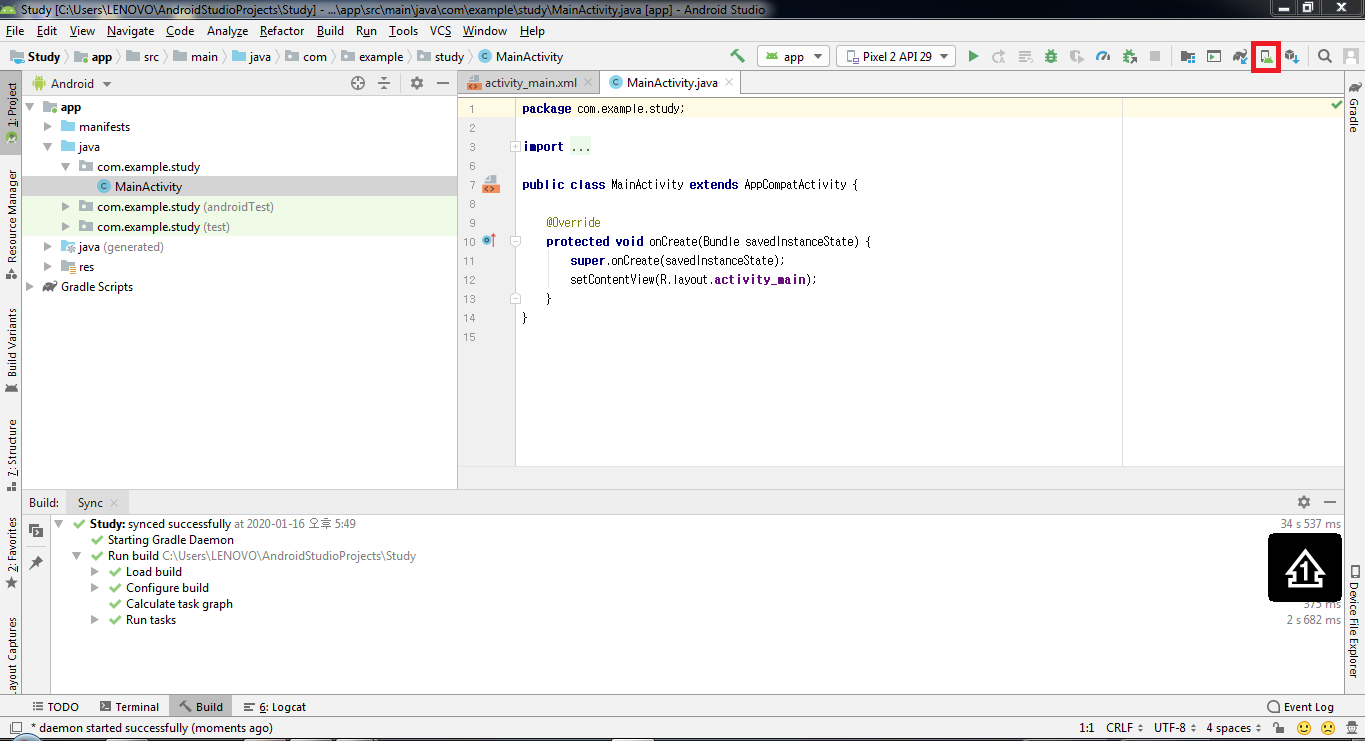 Study [C:\Users\LENOVO\AndroidStudioProjects\Study] - ...\app\src\main\java\com\example\study\MainActivity.java [app] - Android Studio
File Edit View Navigate Code Analyze Refactor Build Run Tools VCS Window Help
Study app src main java com example study MainActivity app Pixel 2 API 29
1: Project
Resource Manager
Build Variants
7: Structure
2: Favorites
Layout Captures
Android
app
manifests
java
com.example.study
MainActivity
com.example.study (androidTest)
com.example.study (test)
java (generated)
res
Gradle Scripts
activity_main.xml MainActivity.java
1 package com.example.study;
2
3 import ...
6
7 public class MainActivity extends AppCompatActivity {
8
9 @Override
10 protected void onCreate(Bundle savedInstanceState) {
11 super.onCreate(savedInstanceState);
12 setContentView(R.layout.activity_main);
13 }
14 }
15
Gradle
Device File Explorer
Build: Sync
Study: synced successfully at 2020-01-16 오후 5:49 34 s 537 ms
Starting Gradle Daemon
Run build C:\Users\LENOVO\AndroidStudioProjects\Study
Load build
Configure build
Calculate task graph 375 ms
Run tasks 2 s 682 ms
1
TODO Terminal Build 6: Logcat Event Log
* daemon started successfully (moments ago) 1:1 CRLF UTF-8 4 spaces